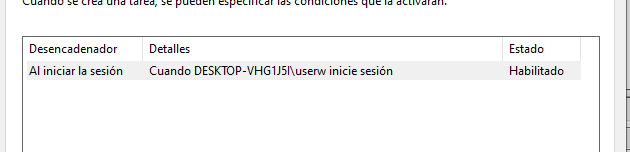 Cuando se crea una tarea, se pueden especificar las condiciones que la activarán.
Desencadenador Detalles Estado
Al iniciar la sesión Cuando DESKTOP-VHG1J5I\userw inicie sesión Habilitado